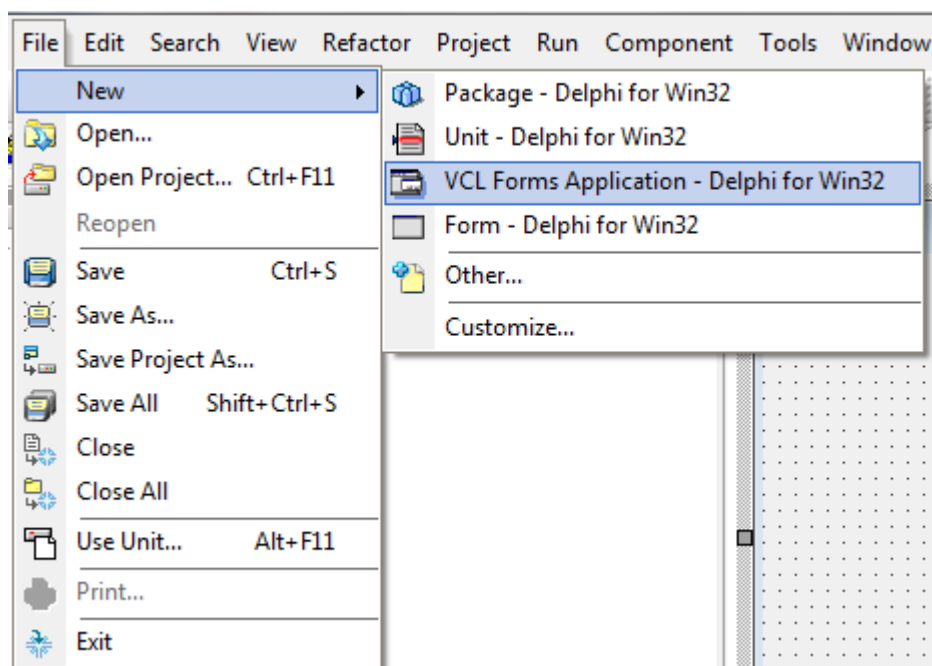 File Edit Search View Refactor Project Run Component Tools Window
New
Open...
Open Project... Ctrl+F11
Reopen
Save Ctrl+S
Save As...
Save Project As...
Save All Shift+Ctrl+S
Close
Close All
Use Unit... Alt+F11
Print...
Exit
Package - Delphi for Win32
Unit - Delphi for Win32
VCL Forms Application - Delphi for Win32
Form - Delphi for Win32
Other...
Customize...